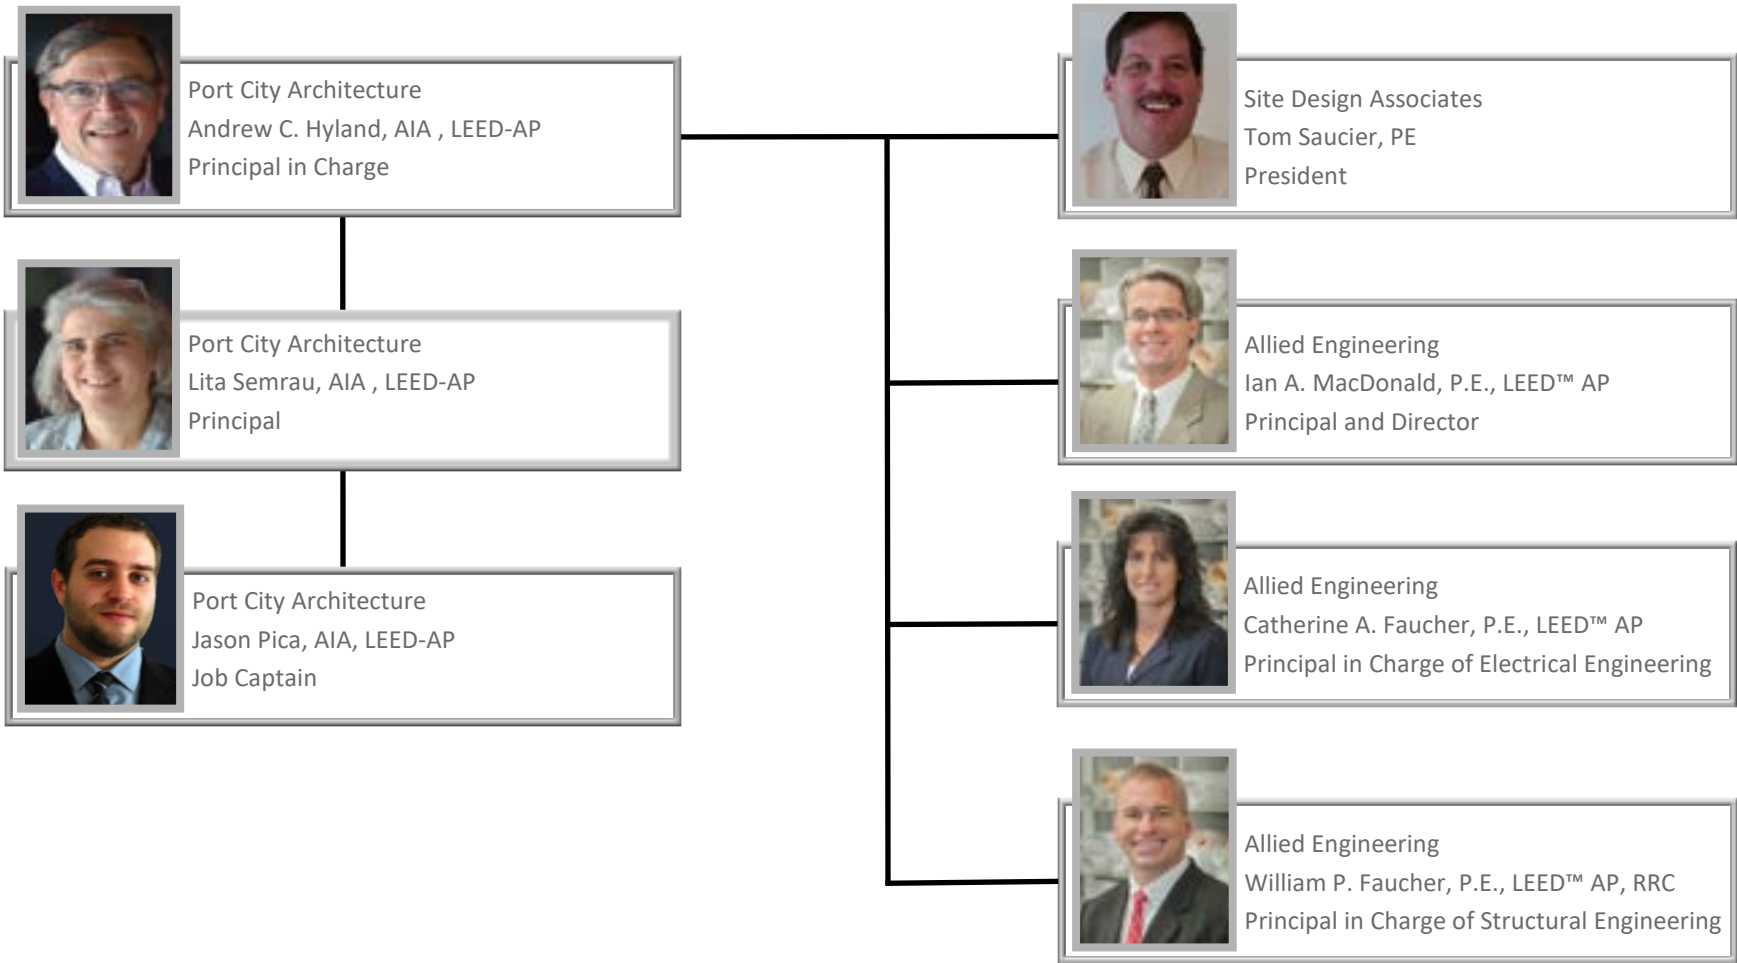 Port City Architecture
Andrew C. Hyland, AIA , LEED-AP
Principal in Charge
Port City Architecture
Lita Semrau, AIA , LEED-AP
Principal
Port City Architecture
Jason Pica, AIA, LEED-AP
Job Captain
Site Design Associates
Tom Saucier, PE
President
Allied Engineering
Ian A. MacDonald, P.E., LEED™ AP
Principal and Director
Allied Engineering
Catherine A. Faucher, P.E., LEED™ AP
Principal in Charge of Electrical Engineering
Allied Engineering
William P. Faucher, P.E., LEED™ AP, RRC
Principal in Charge of Structural Engineering